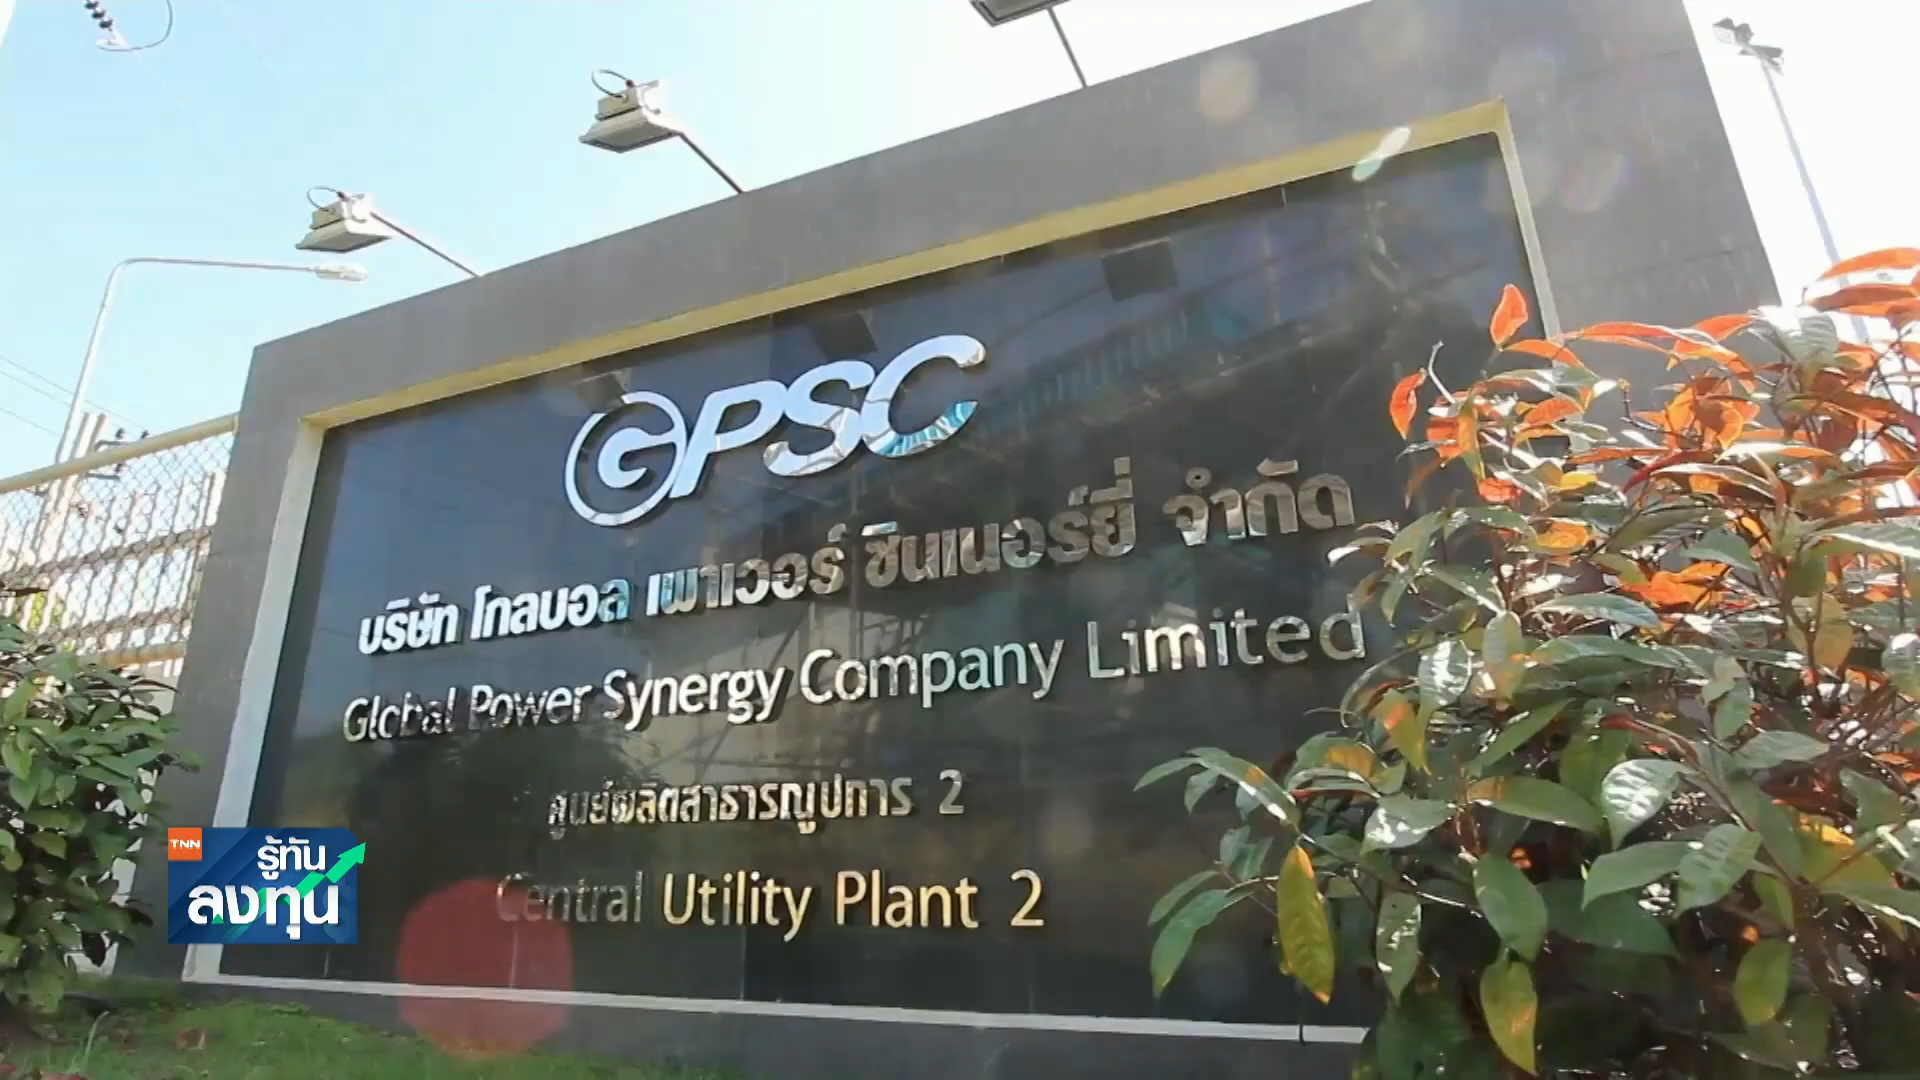 GPSC
บริษัท โกลบอล เพาเวอร์ ซินเนอร์ยี่ จำกัด
Global Power Synergy Company Limited
ศูนย์ผลิตสาธารณูปการ 2
Central Utility Plant 2
TNN
รู้ทัน
ลงทุน